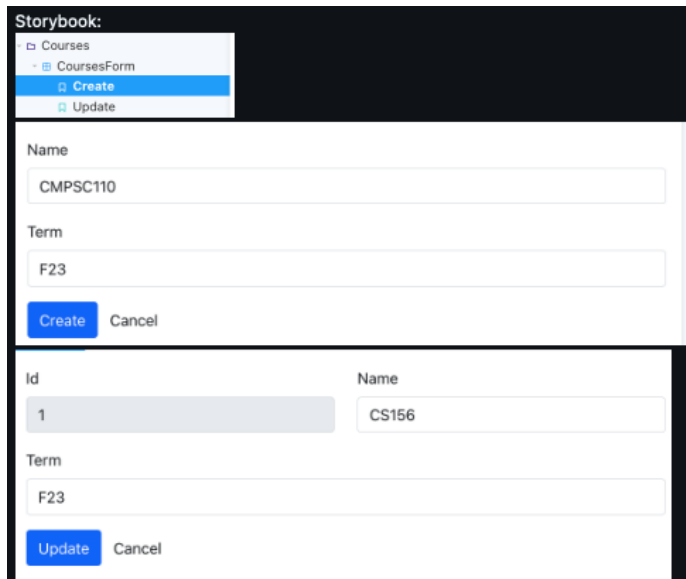 Storybook:
Courses
CoursesForm
Create
Update
Name
CMPSC110
Term
F23
Create Cancel
Id Name
1 CS156
Term
F23
Update Cancel